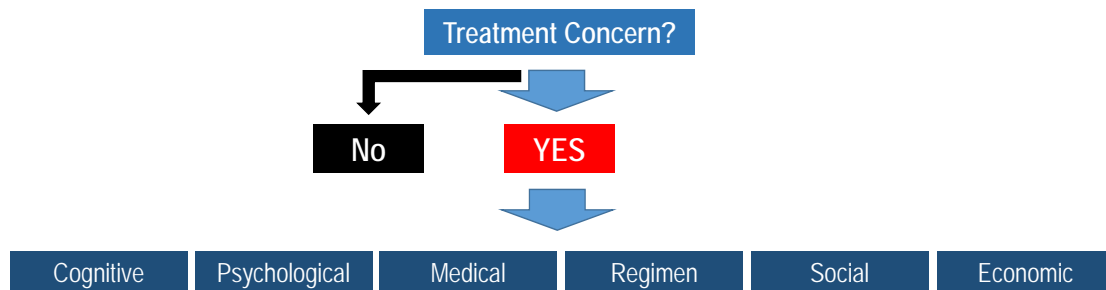 Treatment Concern?
No
YES
Cognitive
Psychological
Medical
Regimen
Social
Economic